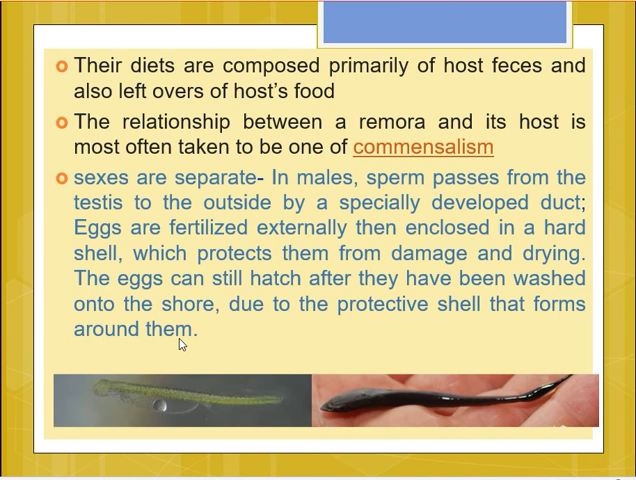 Their diets are composed primarily of host feces and
also left overs of host's food
The relationship between a remora and its host is
most often taken to be one of commensalism
sexes are separate- In males, sperm passes from the
testis to the outside by a specially developed duct;
Eggs are fertilized externally then enclosed in a hard
shell, which protects them from damage and drying.
The eggs can still hatch after they have been washed
onto the shore, due to the protective shell that forms
around them.